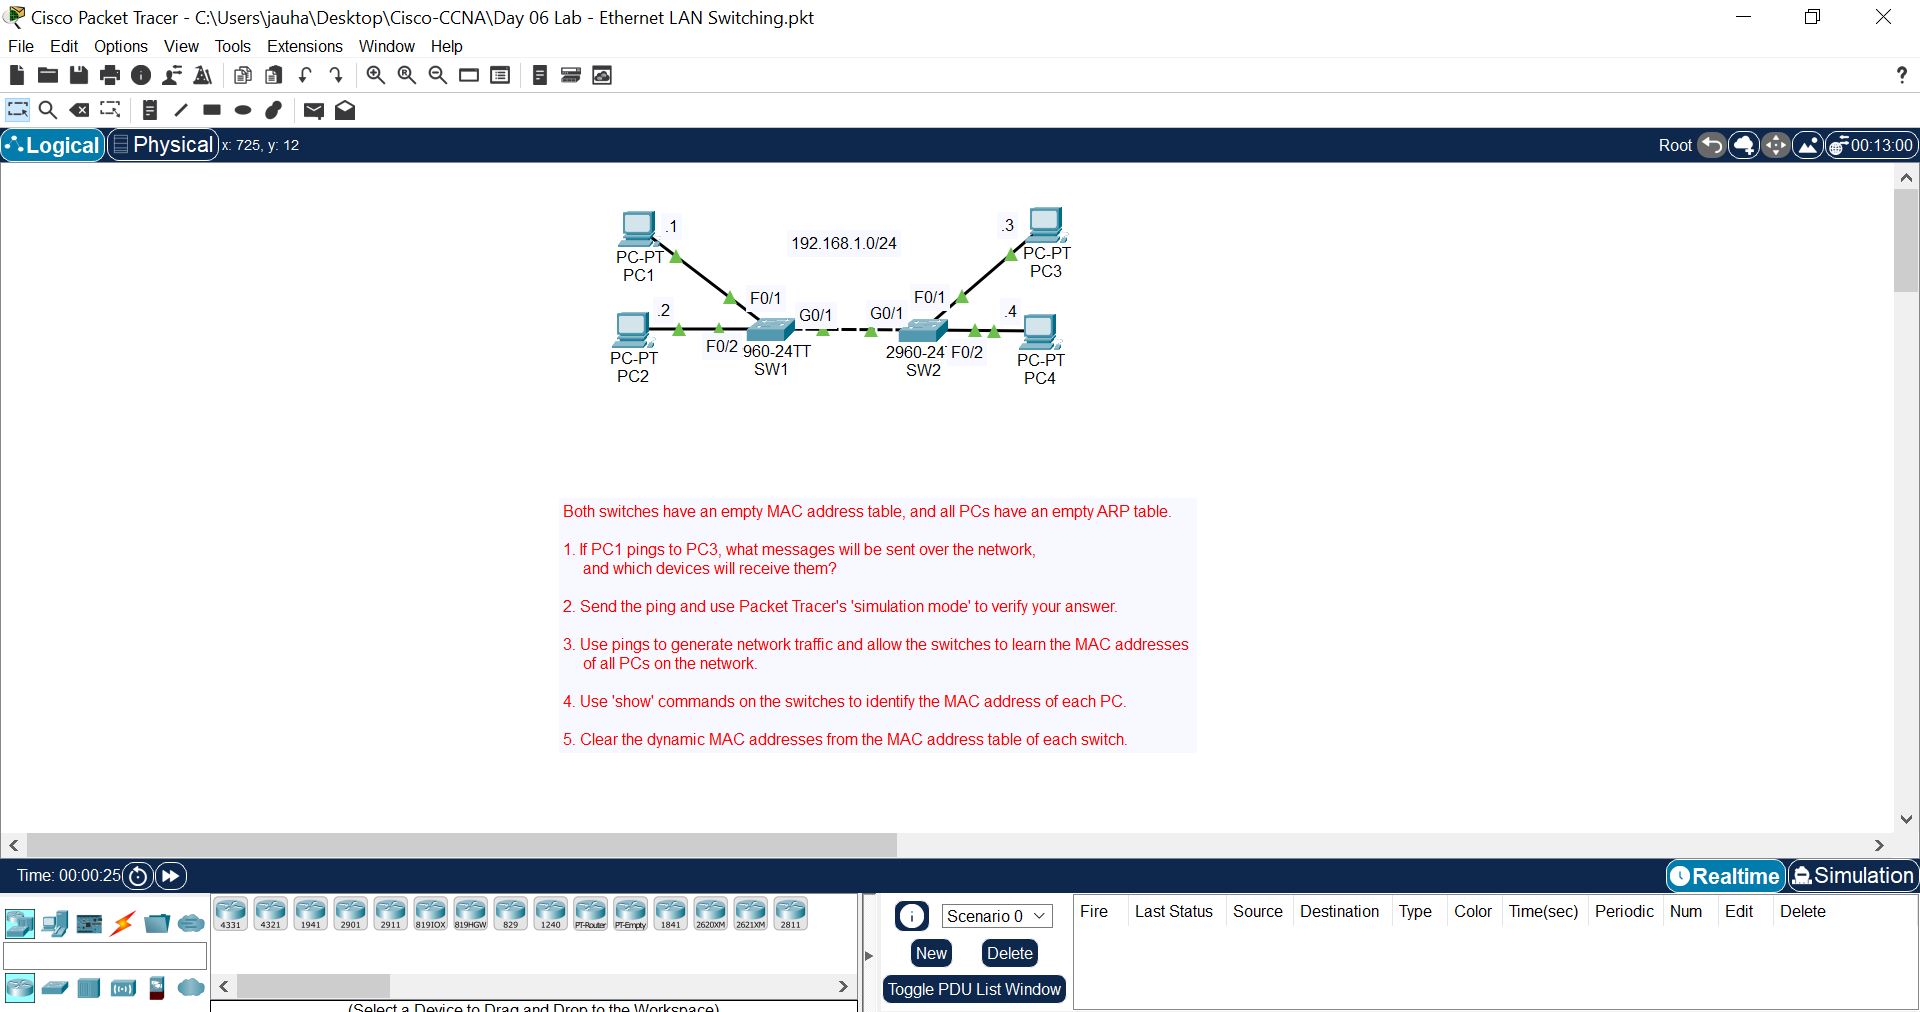 Cisco Packet Tracer - C:\Users\jauha\Desktop\Cisco-CCNA\Day 06 Lab - Ethernet LAN Switching.pkt
File Edit Options View Tools Extensions Window Help
?
Logical Physical x: 725, y: 12 Root 00:13:00
.1
.3
192.168.1.0/24
PC-PT
PC1
PC-PT
PC3
F0/1
F0/1
.2
G0/1
G0/1
.4
F0/2
960-24TT
SW1
2960-24
SW2
F0/2
PC-PT
PC2
PC-PT
PC4
Both switches have an empty MAC address table, and all PCs have an empty ARP table.
1. If PC1 pings to PC3, what messages will be sent over the network,
and which devices will receive them?
2. Send the ping and use Packet Tracer's 'simulation mode' to verify your answer.
3. Use pings to generate network traffic and allow the switches to learn the MAC addresses
of all PCs on the network.
4. Use 'show' commands on the switches to identify the MAC address of each PC.
5. Clear the dynamic MAC addresses from the MAC address table of each switch.
Time: 00:00:25 Realtime Simulation
4331 4321 1941 2901 2911 819IOX 819HGW 829 1240 PT-Router PT-Empty 1841 2620XM 2621XM 2811
(Select a Device to Drag and Drop to the Workspace)
Scenario 0
New Delete
Toggle PDU List Window
Fire Last Status Source Destination Type Color Time(sec) Periodic Num Edit Delete